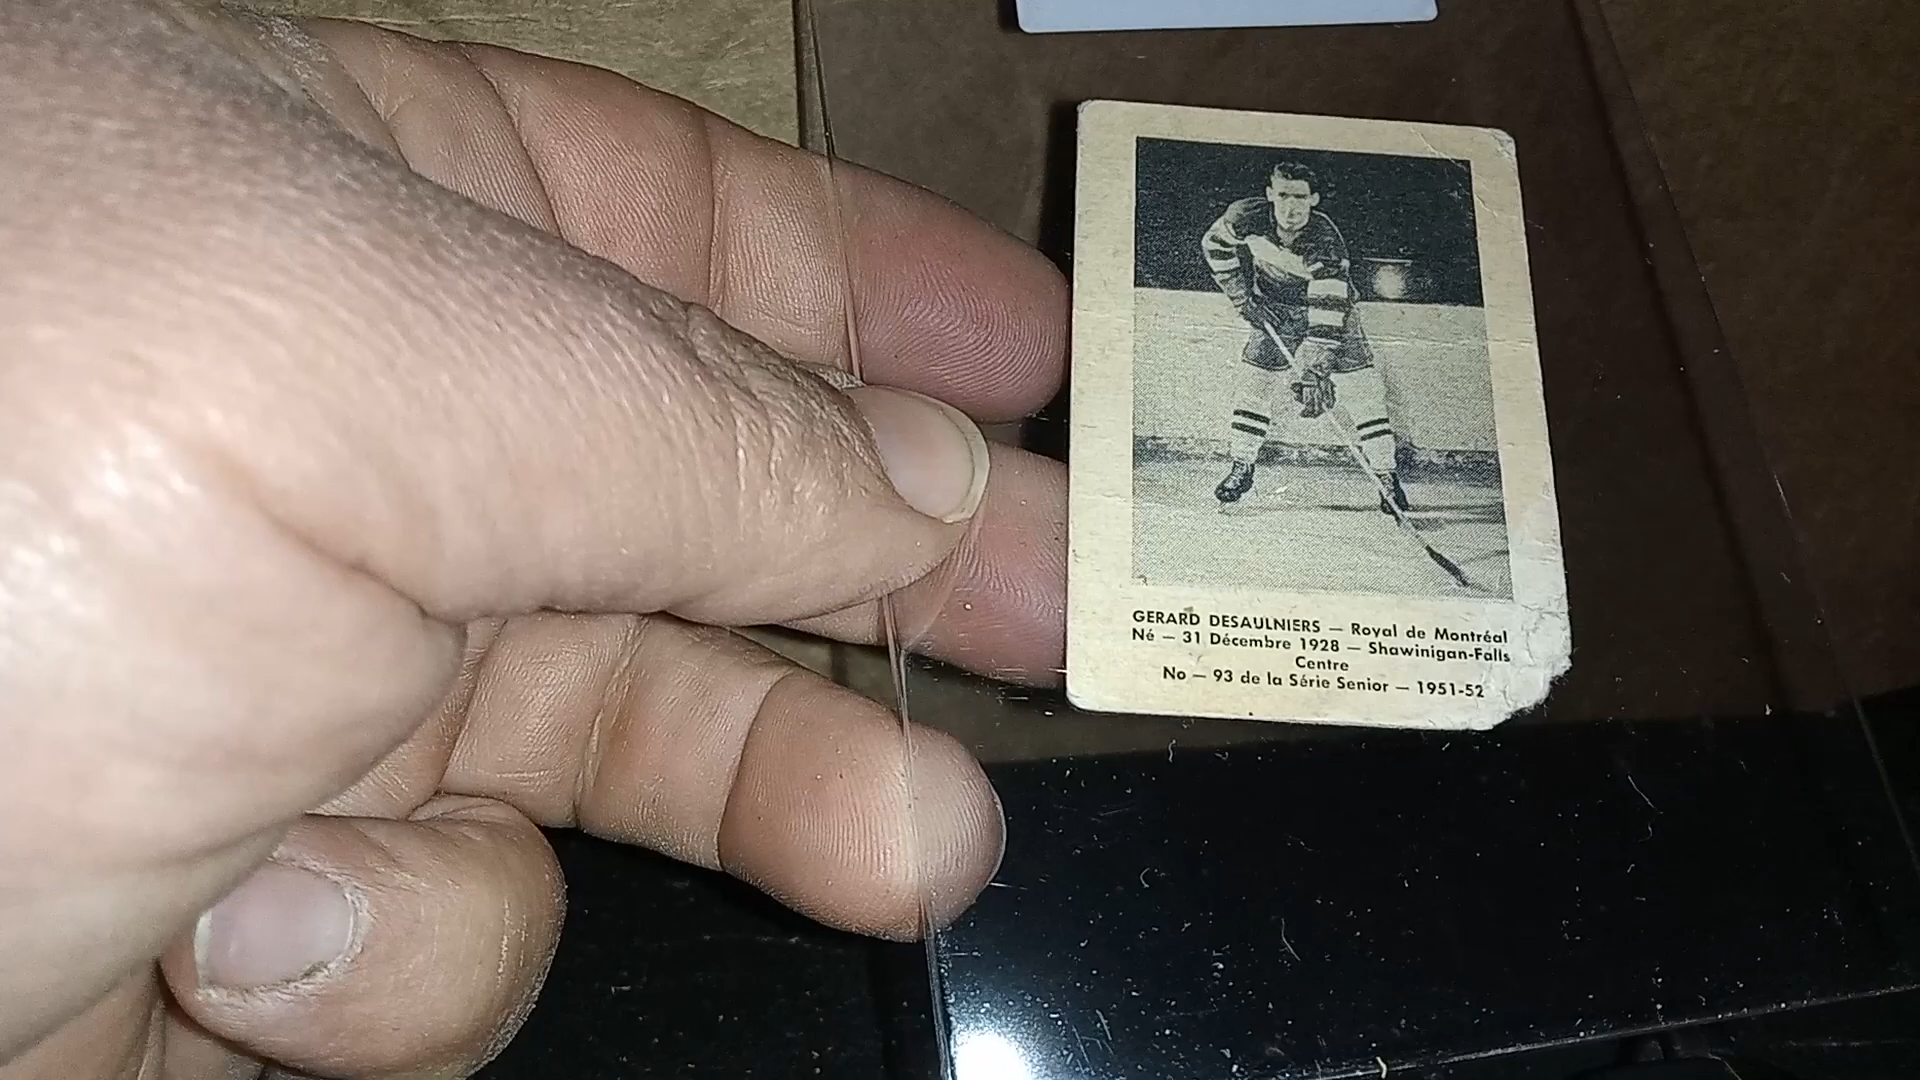 GERARD DESAULNIERS — Royal de Montréal
Né — 31 Décembre 1928 — Shawinigan-Falls
Centre
No — 93 de la Série Senior — 1951-52